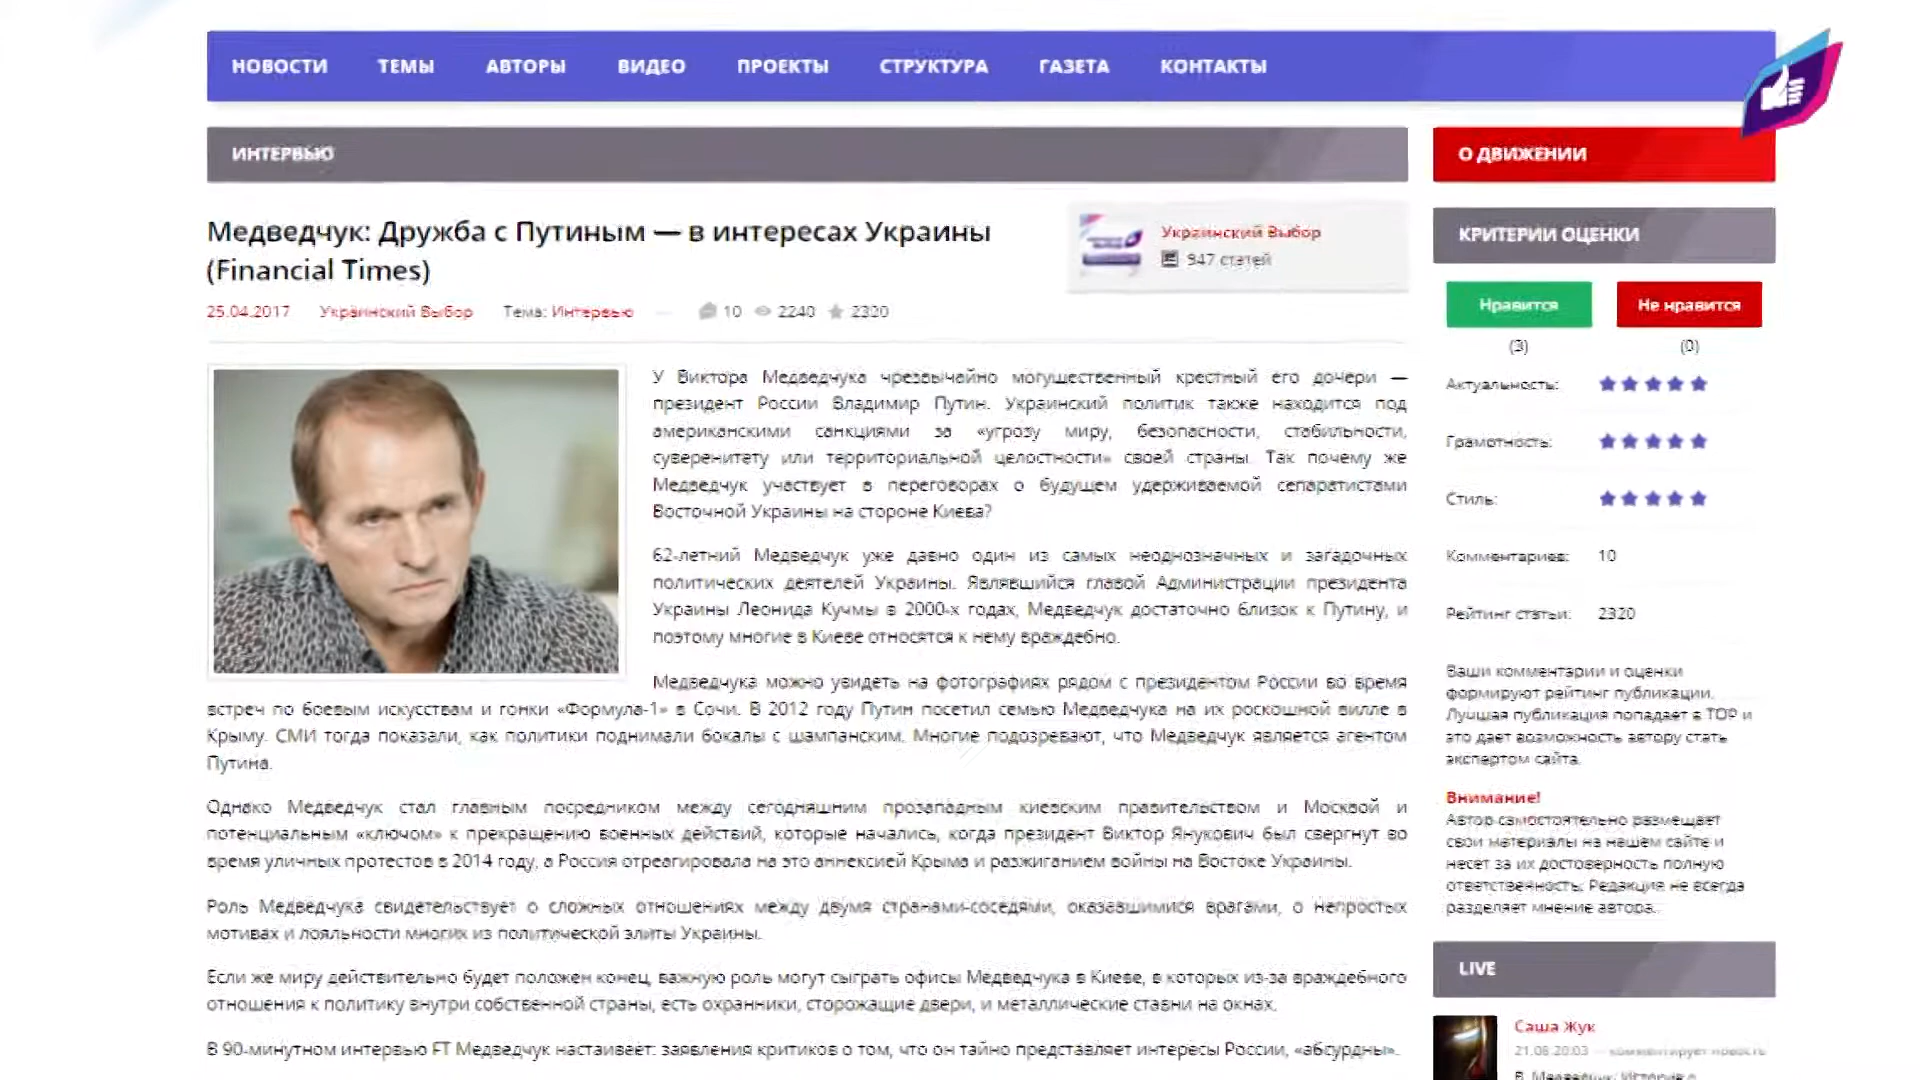 НОВОСТИ ТЕМЫ АВТОРЫ ВИДЕО ПРОЕКТЫ СТРУКТУРА ГАЗЕТА КОНТАКТЫ
ИНТЕРВЬЮ
Медведчук: Дружба с Путиным — в интересах Украины
(Financial Times)
25.04.2017 Украинский Выбор Тема: Интервью 10 2240 2320
Украинский Выбор
947 статей
У Виктора Медведчука чрезвычайно могущественный крестный его дочери —
президент России Владимир Путин. Украинский политик также находится под
американскими санкциями за «угрозу миру, безопасности, стабильности,
суверенитету или территориальной целостности» своей страны. Так почему же
Медведчук участвует в переговорах о будущем удерживаемой сепаратистами
Восточной Украины на стороне Киева?
62-летний Медведчук уже давно один из самых неоднозначных и загадочных
политических деятелей Украины. Являвшийся главой Администрации президента
Украины Леонида Кучмы в 2000-х годах, Медведчук достаточно близок к Путину, и
поэтому многие в Киеве относятся к нему враждебно.
Медведчука можно увидеть на фотографиях рядом с президентом России во время
встреч по боевым искусствам и гонки «Формула-1» в Сочи. В 2012 году Путин посетил семью Медведчука на их роскошной вилле в
Крыму. СМИ тогда показали, как политики поднимали бокалы с шампанским. Многие подозревают, что Медведчук является агентом
Путина.
Однако Медведчук стал главным посредником между сегодняшним прозападным киевским правительством и Москвой и
потенциальным «ключом» к прекращению военных действий, которые начались, когда президент Виктор Янукович был свергнут во
время уличных протестов в 2014 году, а Россия отреагировала на это аннексией Крыма и разжиганием войны на Востоке Украины.
Роль Медведчука свидетельствует о сложных отношениях между двумя странами-соседями, оказавшимися врагами, о непростых
мотивах и лояльности многих из политической элиты Украины.
Если же миру действительно будет положен конец, важную роль могут сыграть офисы Медведчука в Киеве, в которых из-за враждебного
отношения к политику внутри собственной страны, есть охранники, сторожащие двери, и металлические ставни на окнах.
В 90-минутном интервью FT Медведчук настаивает: заявления критиков о том, что он тайно представляет интересы России, «абсурдны».
О ДВИЖЕНИИ
КРИТЕРИИ ОЦЕНКИ
Нравится Не нравится
(3) (0)
Актуальность:
Грамотность:
Стиль:
Комментариев: 10
Рейтинг статьи: 2320
Ваши комментарии и оценки
формируют рейтинг публикации.
Лучшая публикация попадает в TOP и
это дает возможность автору стать
экспертом сайта.
Внимание!
Автор самостоятельно размещает
свои материалы на нашем сайте и
несет за их достоверность полную
ответственность. Редакция не всегда
разделяет мнение автора.
LIVE
Саша Жук
21.06 20:03 — комментирует новость
В. Медведчук: История с